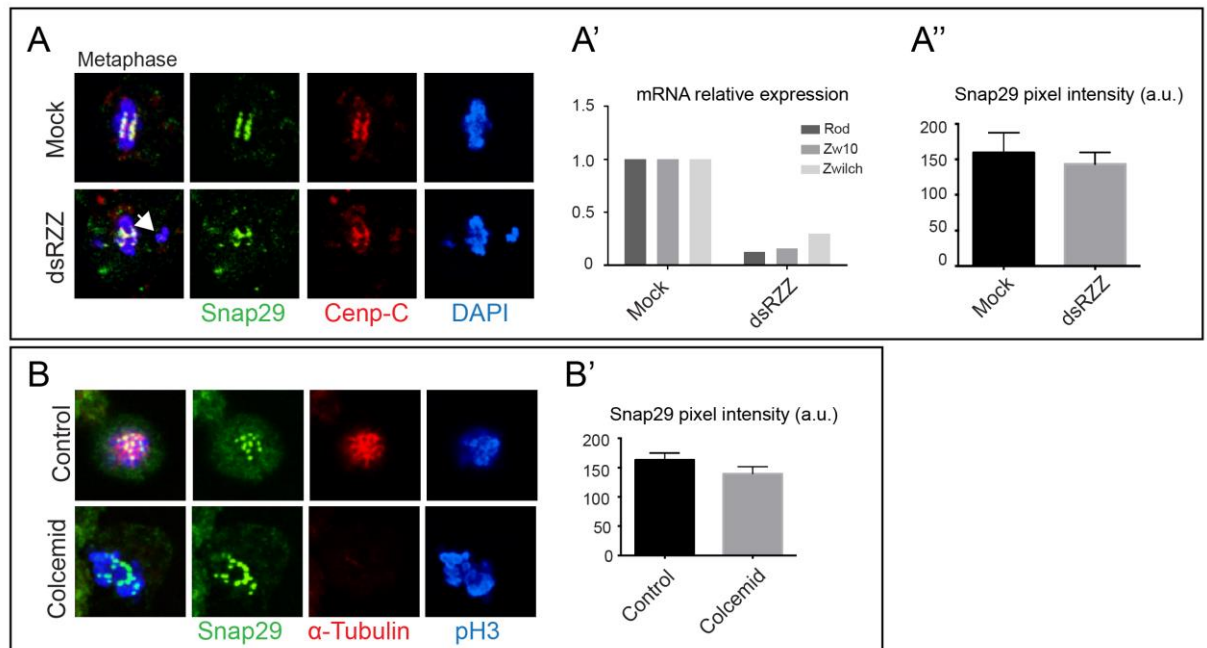 A
Metaphase
Mock
dsRZZ
Snap29
Cenp-C
DAPI
A'
mRNA relative expression
1.5
1.0
0.5
0
Rod
Zw10
Zwilch
Mock
dsRZZ
A''
Snap29 pixel intensity (a.u.)
200
150
100
50
0
Mock
dsRZZ
B
Control
Colcemid
Snap29
α-Tubulin
pH3
B'
Snap29 pixel intensity (a.u.)
200
150
100
50
0
Control
Colcemid